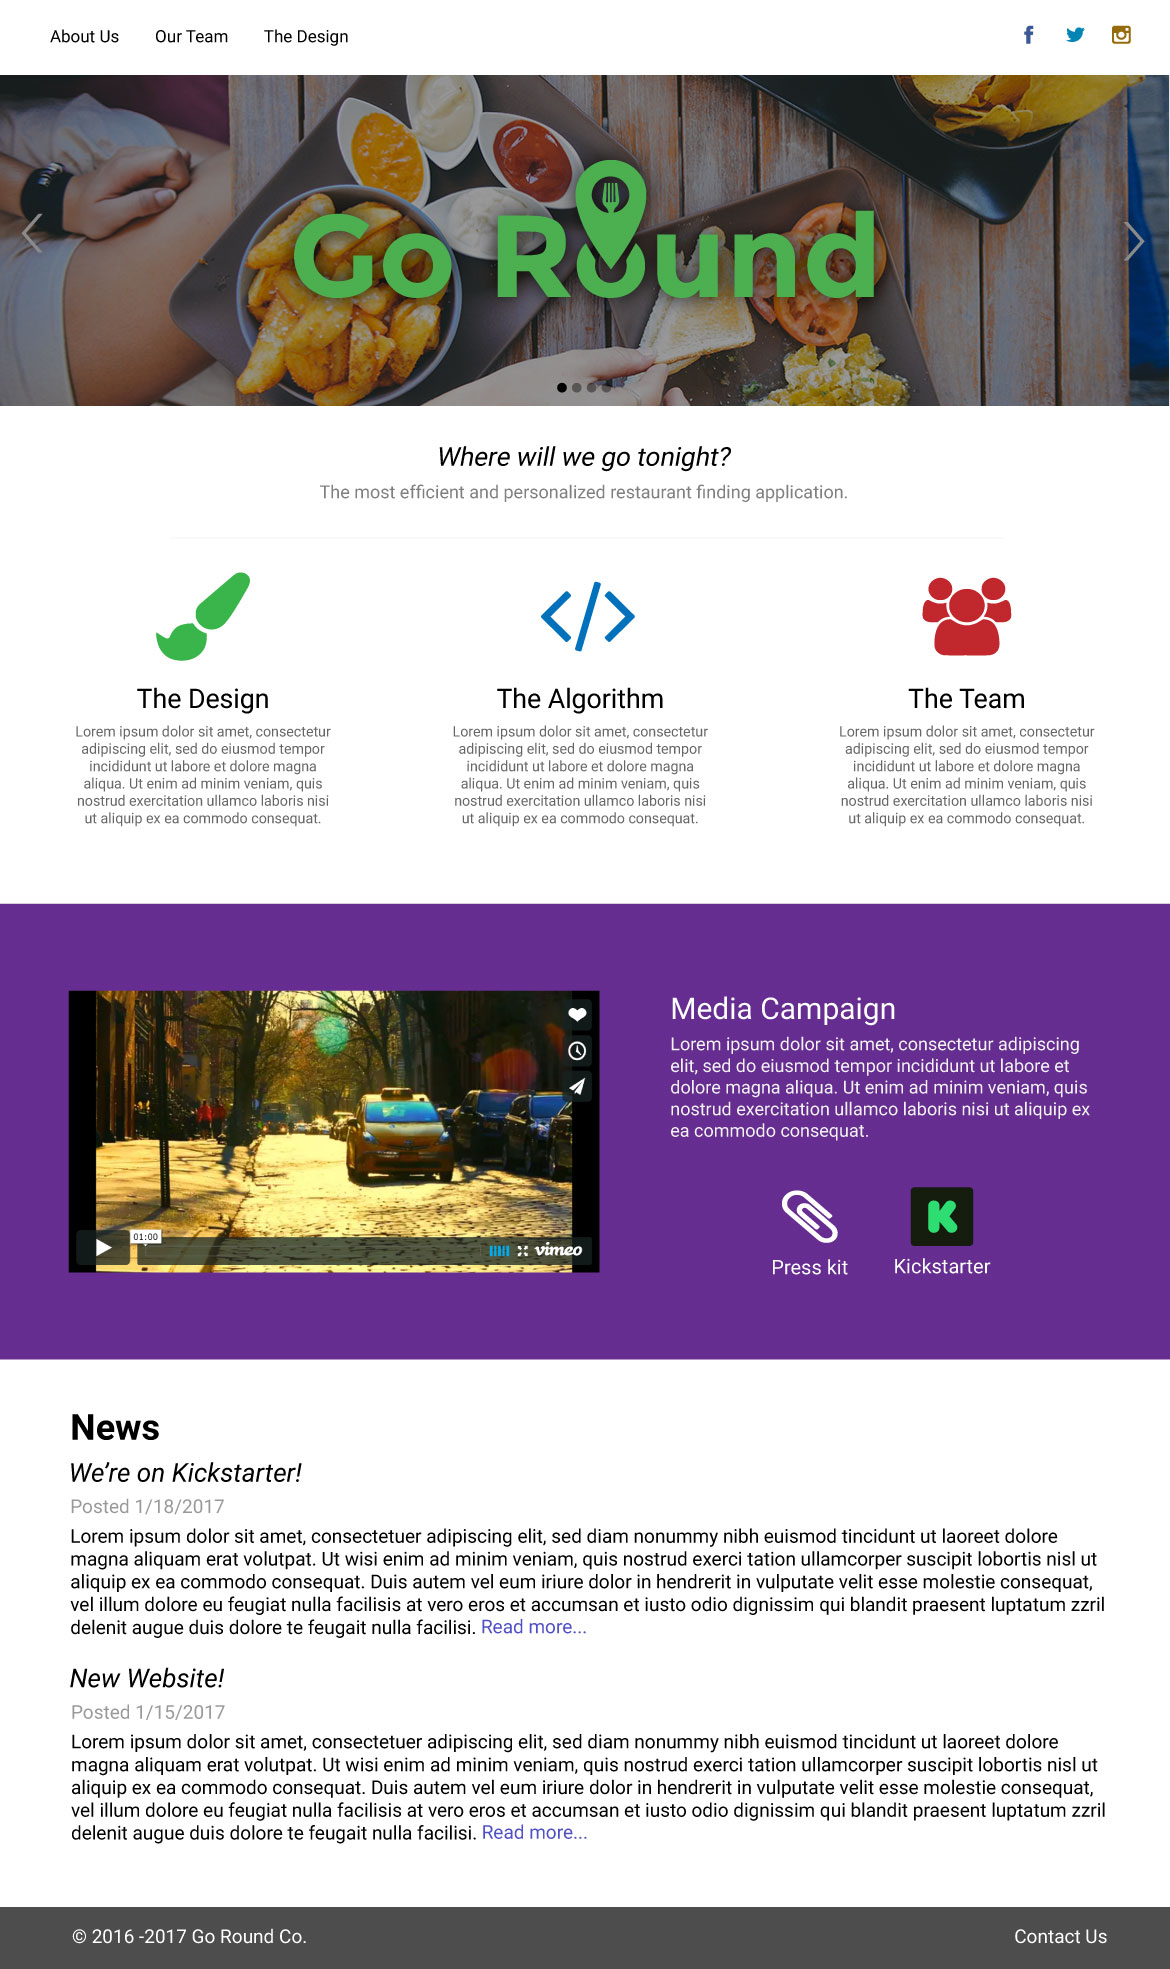 About Us Our Team The Design
Go Round
Where will we go tonight?
The most efficient and personalized restaurant finding application.
The Design
Lorem ipsum dolor sit amet, consectetur
adipiscing elit, sed do eiusmod tempor
incididunt ut labore et dolore magna
aliqua. Ut enim ad minim veniam, quis
nostrud exercitation ullamco laboris nisi
ut aliquip ex ea commodo consequat.
The Algorithm
Lorem ipsum dolor sit amet, consectetur
adipiscing elit, sed do eiusmod tempor
incididunt ut labore et dolore magna
aliqua. Ut enim ad minim veniam, quis
nostrud exercitation ullamco laboris nisi
ut aliquip ex ea commodo consequat.
The Team
Lorem ipsum dolor sit amet, consectetur
adipiscing elit, sed do eiusmod tempor
incididunt ut labore et dolore magna
aliqua. Ut enim ad minim veniam, quis
nostrud exercitation ullamco laboris nisi
ut aliquip ex ea commodo consequat.
01:00
vimeo
Media Campaign
Lorem ipsum dolor sit amet, consectetur adipiscing
elit, sed do eiusmod tempor incididunt ut labore et
dolore magna aliqua. Ut enim ad minim veniam, quis
nostrud exercitation ullamco laboris nisi ut aliquip ex
ea commodo consequat.
K
Press kit Kickstarter
News
We’re on Kickstarter!
Posted 1/18/2017
Lorem ipsum dolor sit amet, consectetuer adipiscing elit, sed diam nonummy nibh euismod tincidunt ut laoreet dolore
magna aliquam erat volutpat. Ut wisi enim ad minim veniam, quis nostrud exerci tation ullamcorper suscipit lobortis nisl ut
aliquip ex ea commodo consequat. Duis autem vel eum iriure dolor in hendrerit in vulputate velit esse molestie consequat,
vel illum dolore eu feugiat nulla facilisis at vero eros et accumsan et iusto odio dignissim qui blandit praesent luptatum zzril
delenit augue duis dolore te feugait nulla facilisi. Read more...
New Website!
Posted 1/15/2017
Lorem ipsum dolor sit amet, consectetuer adipiscing elit, sed diam nonummy nibh euismod tincidunt ut laoreet dolore
magna aliquam erat volutpat. Ut wisi enim ad minim veniam, quis nostrud exerci tation ullamcorper suscipit lobortis nisl ut
aliquip ex ea commodo consequat. Duis autem vel eum iriure dolor in hendrerit in vulputate velit esse molestie consequat,
vel illum dolore eu feugiat nulla facilisis at vero eros et accumsan et iusto odio dignissim qui blandit praesent luptatum zzril
delenit augue duis dolore te feugait nulla facilisi. Read more...
© 2016 -2017 Go Round Co. Contact Us